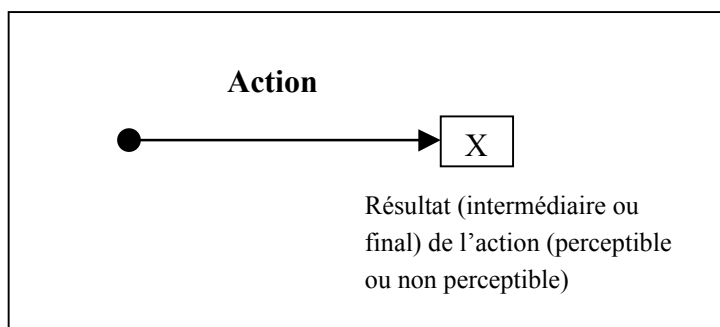 Action
X
Résultat (intermédiaire ou
final) de l’action (perceptible
ou non perceptible)